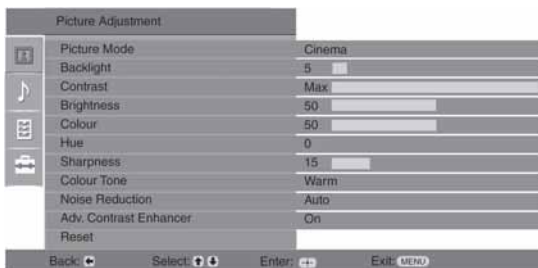 Picture Adjustment
Picture Mode Cinema
Backlight 5
Contrast Max
Brightness 50
Colour 50
Hue 0
Sharpness 15
Colour Tone Warm
Noise Reduction Auto
Adv. Contrast Enhancer On
Reset
Back: Select: Enter: Exit: MENU